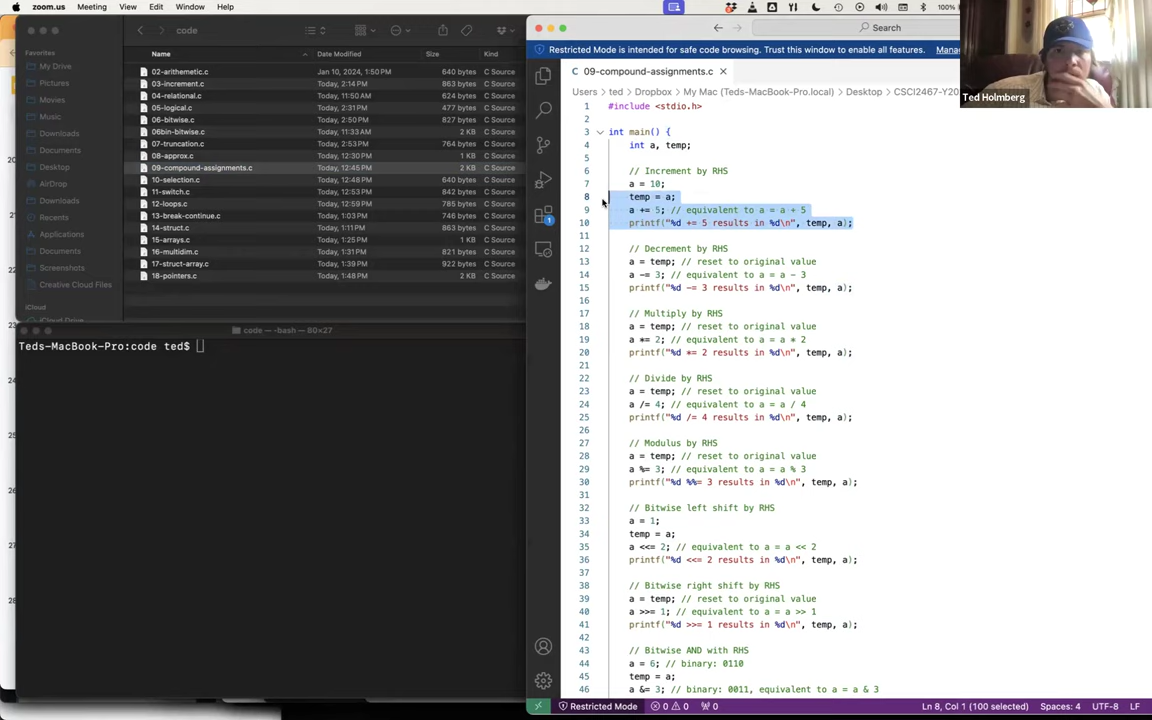 zoom.us Meeting View Edit Window Help 100%
code
Name Date Modified Size Kind
Favorites
My Drive
Pictures
Movies
Music
Downloads
Documents
Desktop
AirDrop
Downloads
Recents
Applications
Documents
Screenshots
Creative Cloud Files
iCloud
iCloud Drive
02-arithemetic.c Jan 10, 2024, 1:50 PM 640 bytes C Source
03-increment.c Today, 2:14 PM 463 bytes C Source
04-relational.c Today, 11:50 AM 624 bytes C Source
05-logical.c Today, 2:31 PM 477 bytes C Source
06-bitwise.c Today, 2:50 PM 827 bytes C Source
06bin-bitwise.c Today, 11:33 AM 2 KB C Source
07-truncation.c Today, 2:53 PM 764 bytes C Source
08-approx.c Today, 12:30 PM 1 KB C Source
09-compound-assignments.c Today, 12:45 PM 2 KB C Source
10-selection.c Today, 12:48 PM 640 bytes C Source
11-switch.c Today, 12:53 PM 842 bytes C Source
12-loops.c Today, 12:59 PM 640 bytes C Source
13-break-continue.c Today, 1:03 PM 746 bytes C Source
14-struct.c Today, 1:11 PM 863 bytes C Source
15-arrays.c Today, 1:27 PM 640 bytes C Source
16-multidim.c Today, 1:31 PM 621 bytes C Source
17-struct-array.c Today, 1:39 PM 922 bytes C Source
18-pointers.c Today, 1:48 PM 2 KB C Source
code — -bash — 80×27
Teds-MacBook-Pro:code ted$
Search
Restricted Mode is intended for safe code browsing. Trust this window to enable all features.
09-compound-assignments.c
Users ted Dropbox My Mac (Teds-MacBook-Pro.local) Desktop
Ted Holmberg
1 #include <stdio.h>
2
3 int main() {
4 int a, temp;
5
6 // Increment by RHS
7 a = 10;
8 temp = a;
9 a += 5; // equivalent to a = a + 5
10 printf("%d += 5 results in %d\n", temp, a);
11
12 // Decrement by RHS
13 a = temp; // reset to original value
14 a -= 3; // equivalent to a = a - 3
15 printf("%d -= 3 results in %d\n", temp, a);
16
17 // Multiply by RHS
18 a = temp; // reset to original value
19 a *= 2; // equivalent to a = a * 2
20 printf("%d *= 2 results in %d\n", temp, a);
21
22 // Divide by RHS
23 a = temp; // reset to original value
24 a /= 4; // equivalent to a = a / 4
25 printf("%d /= 4 results in %d\n", temp, a);
26
27 // Modulus by RHS
28 a = temp; // reset to original value
29 a %= 3; // equivalent to a = a % 3
30 printf("%d %%= 3 results in %d\n", temp, a);
31
32 // Bitwise left shift by RHS
33 a = 1;
34 temp = a;
35 a <<= 2; // equivalent to a = a << 2
36 printf("%d <<= 2 results in %d\n", temp, a);
37
38 // Bitwise right shift by RHS
39 a = temp; // reset to original value
40 a >>= 1; // equivalent to a = a >> 1
41 printf("%d >>= 1 results in %d\n", temp, a);
42
43 // Bitwise AND with RHS
44 a = 6; // binary: 0110
45 temp = a;
46 a &= 3; // binary: 0011, equivalent to a = a & 3
Restricted Mode 0 0 0 Ln 8, Col 1 (100 selected) Spaces: 4 UTF-8 LF